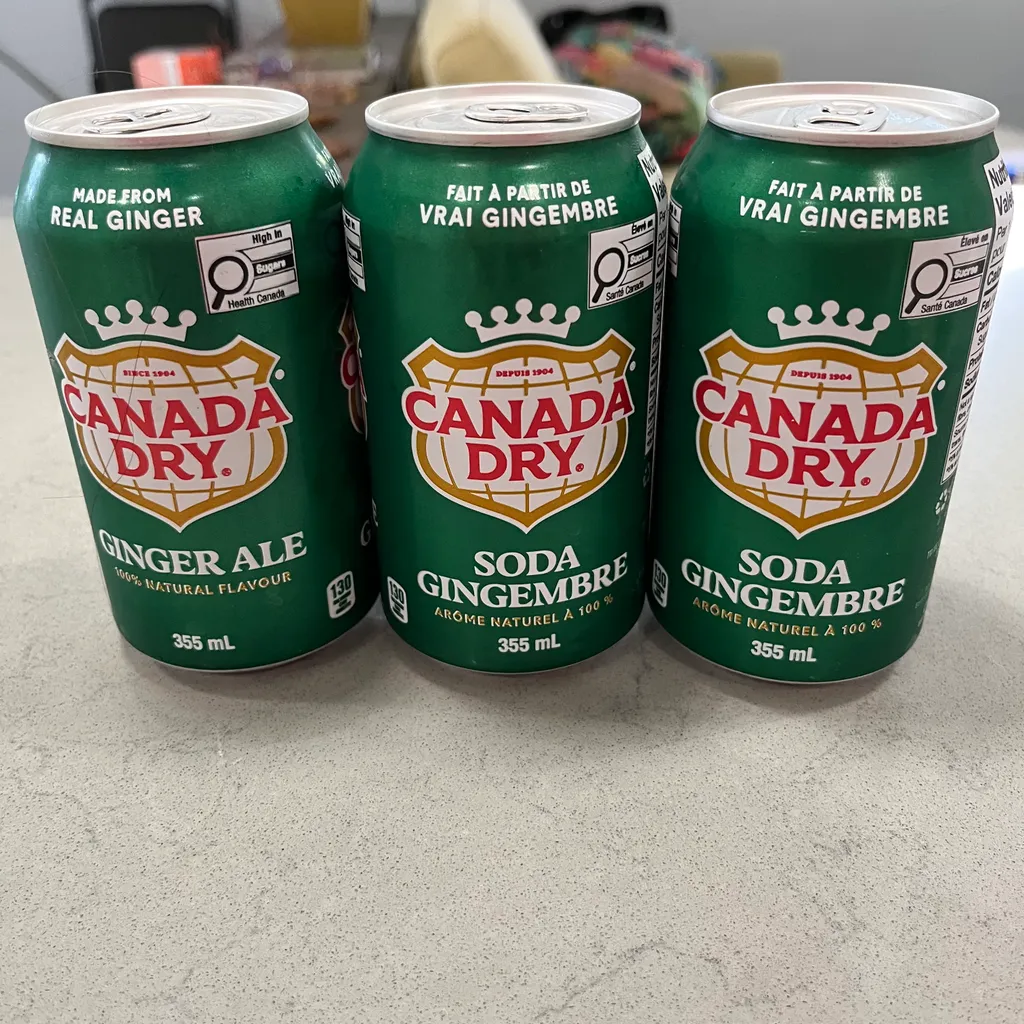 MADE FROM
REAL GINGER
High in
Sugars
Health Canada
SINCE 1904
CANADA
DRY
GINGER ALE
100% NATURAL FLAVOUR
130
355 mL
FAIT À PARTIR DE
VRAI GINGEMBRE
Élevé en
Sucres
Santé Canada
DEPUIS 1904
CANADA
DRY
SODA
GINGEMBRE
ARÔME NATUREL À 100 %
130
355 mL
FAIT À PARTIR DE
VRAI GINGEMBRE
Élevé en
Sucres
Santé Canada
DEPUIS 1904
CANADA
DRY
SODA
GINGEMBRE
ARÔME NATUREL À 100 %
130
355 mL